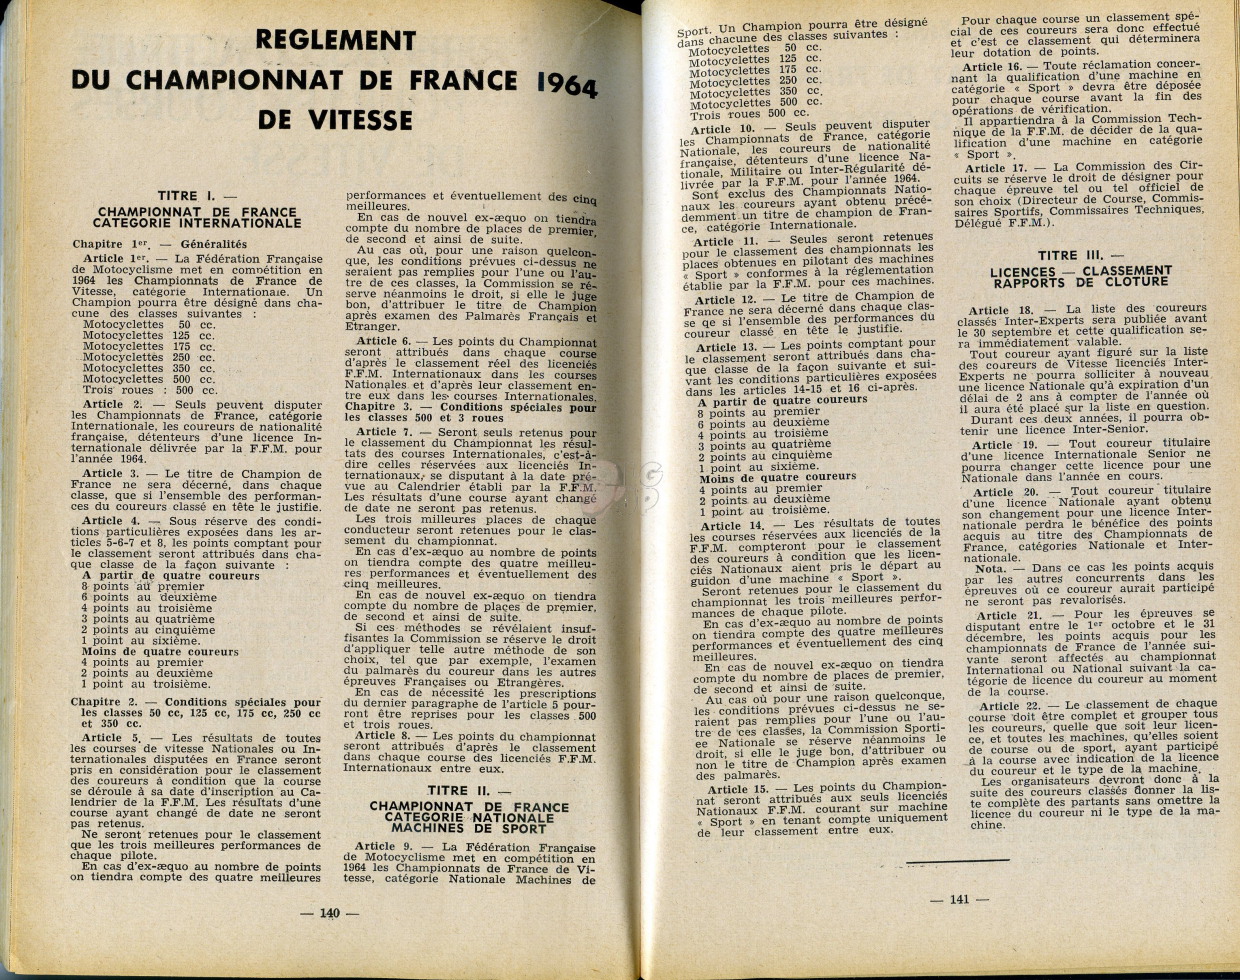 REGLEMENT
DU CHAMPIONNAT DE FRANCE 1964
DE VITESSE
TITRE I. —
CHAMPIONNAT DE FRANCE
CATEGORIE INTERNATIONALE
Chapitre 1er. — Généralités
Article 1er. — La Fédération Française
de Motocyclisme met en compétition en
1964 les Championnats de France de
Vitesse, catégorie Internationale. Un
Champion pourra être désigné dans cha-
cune des classes suivantes :
Motocyclettes 50 cc.
Motocyclettes 125 cc.
Motocyclettes 175 cc.
Motocyclettes 250 cc.
Motocyclettes 350 cc.
Motocyclettes 500 cc.
Trois roues : 500 cc.
Article 2. — Seuls peuvent disputer
les Championnats de France, catégorie
Internationale, les coureurs de nationalité
française, détenteurs d'une licence In-
ternationale délivrée par la F.F.M. pour
l'année 1964.
Article 3. — Le titre de Champion de
France ne sera décerné, dans chaque
classe, que si l'ensemble des performan-
ces du coureurs classé en tête le justifie.
Article 4. — Sous réserve des condi-
tions particulières exposées dans les ar-
ticles 5-6-7 et 8, les points comptant pour
le classement seront attribués dans cha-
que classe de la façon suivante :
A partir de quatre coureurs
8 points au premier
6 points au deuxième
4 points au troisième
3 points au quatrième
2 points au cinquième
1 point au sixième.
Moins de quatre coureurs
4 points au premier
2 points au deuxième
1 point au troisième.
Chapitre 2. — Conditions spéciales pour
les classes 50 cc, 125 cc, 175 cc, 250 cc
et 350 cc.
Article 5. — Les résultats de toutes
les courses de vitesse Nationales ou In-
ternationales disputées en France seront
pris en considération pour le classement
des coureurs à condition que la course
se déroule à sa date d'inscription au Ca-
lendrier de la F.F.M. Les résultats d'une
course ayant changé de date ne seront
pas retenus.
Ne seront retenues pour le classement
que les trois meilleures performances de
chaque pilote.
En cas d'ex-æquo au nombre de points
on tiendra compte des quatre meilleures
performances et éventuellement des cinq
meilleures.
En cas de nouvel ex-æquo on tiendra
compte du nombre de places de premier,
de second et ainsi de suite.
Au cas où, pour une raison quelcon-
que, les conditions prévues ci-dessus ne
seraient pas remplies pour l'une ou l'au-
tre de ces classes, la Commission se ré-
serve néanmoins le droit, si elle le juge
bon, d'attribuer le titre de Champion
après examen des Palmarès Français et
Etranger.
Article 6. — Les points du Championnat
seront attribués dans chaque course
d'après le classement réel des licenciés
F.F.M. Internationaux dans les courses
Nationales et d'après leur classement en-
tre eux dans les courses Internationales.
Chapitre 3. — Conditions spéciales pour
les classes 500 et 3 roues
Article 7. — Seront seuls retenus pour
le classement du Championnat les résul-
tats des courses Internationales, c'est-à-
dire celles réservées aux licenciés In-
ternationaux, se disputant à la date pré-
vue au Calendrier établi par la F.F.M.
Les résultats d'une course ayant changé
de date ne seront pas retenus.
Les trois meilleures places de chaque
conducteur seront retenues pour le clas-
sement du championnat.
En cas d'ex-æquo au nombre de points
on tiendra compte des quatre meilleu-
res performances et éventuellement des
cinq meilleures.
En cas de nouvel ex-æquo on tiendra
compte du nombre de places de premier,
de second et ainsi de suite.
Si ces méthodes se révélaient insuf-
fisantes la Commission se réserve le droit
d'appliquer telle autre méthode de son
choix, tel que par exemple, l'examen
du palmarès du coureur dans les autres
épreuves Françaises ou Etrangères.
En cas de nécessité les prescriptions
du dernier paragraphe de l'article 5 pour-
ront être reprises pour les classes 500
et trois roues.
Article 8. — Les points du championnat
seront attribués d'après le classement
dans chaque course des licenciés F.F.M.
Internationaux entre eux.
TITRE II. —
CHAMPIONNAT DE FRANCE
CATEGORIE NATIONALE
MACHINES DE SPORT
Article 9. — La Fédération Française
de Motocyclisme met en compétition en
1964 les Championnats de France de Vi-
tesse, catégorie Nationale Machines de
— 140 —
Sport. Un Champion pourra être désigné
dans chacune des classes suivantes :
Motocyclettes 50 cc.
Motocyclettes 125 cc.
Motocyclettes 175 cc.
Motocyclettes 250 cc.
Motocyclettes 350 cc.
Motocyclettes 500 cc.
Trois roues 500 cc.
Article 10. — Seuls peuvent disputer
les Championnats de France, catégorie
Nationale, les coureurs de nationalité
française, détenteurs d'une licence Na-
tionale, Militaire ou Inter-Régularité dé-
livrée par la F.F.M. pour l'année 1964.
Sont exclus des Championnats Natio-
naux les coureurs ayant obtenu précé-
demment un titre de champion de Fran-
ce, catégorie Internationale.
Article 11. — Seules seront retenues
pour le classement des championnats les
places obtenues en pilotant des machines
« Sport » conformes à la réglementation
établie par la F.F.M. pour ces machines.
Article 12. — Le titre de Champion de
France ne sera décerné dans chaque clas-
se qe si l'ensemble des performances du
coureur classé en tête le justifie.
Article 13. — Les points comptant pour
le classement seront attribués dans cha-
que classe de la façon suivante et sui-
vant les conditions particulières exposées
dans les articles 14-15 et 16 ci-après.
A partir de quatre coureurs
8 points au premier
6 points au deuxième
4 points au troisième
3 points au quatrième
2 points au cinquième
1 point au sixième.
Moins de quatre coureurs
4 points au premier
2 points au deuxième
1 point au troisième.
Article 14. — Les résultats de toutes
les courses réservées aux licenciés de la
F.F.M. compteront pour le classement
des coureurs à condition que les licen-
ciés Nationaux aient pris le départ au
guidon d'une machine « Sport ».
Seront retenues pour le classement du
championnat les trois meilleures perfor-
mances de chaque pilote.
En cas d'ex-æquo au nombre de points
on tiendra compte des quatre meilleures
performances et éventuellement des cinq
meilleures.
En cas de nouvel ex-æquo on tiendra
compte du nombre de places de premier,
de second et ainsi de suite.
Au cas où pour une raison quelconque,
les conditions prévues ci-dessus ne se-
raient pas remplies pour l'une ou l'au-
tre de ces classes, la Commission Sporti-
ee Nationale se réserve néanmoins le
droit, si elle le juge bon, d'attribuer ou
non le titre de Champion après examen
des palmarès.
Article 15. — Les points du Champion-
nat seront attribués aux seuls licenciés
Nationaux F.F.M. courant sur machine
« Sport » en tenant compte uniquement
de leur classement entre eux.
Pour chaque course un classement spé-
cial de ces coureurs sera donc effectué
et c'est ce classement qui déterminera
leur dotation de points.
Article 16. — Toute réclamation concer-
nant la qualification d'une machine en
catégorie « Sport » devra être déposée
pour chaque course avant la fin des
opérations de vérification.
Il appartiendra à la Commission Tech-
nique de la F.F.M. de décider de la qua-
lification d'une machine en catégorie
« Sport ».
Article 17. — La Commission des Cir-
cuits se réserve le droit de désigner pour
chaque épreuve tel ou tel officiel de
son choix (Directeur de Course, Commis-
saires Sportifs, Commissaires Techniques,
Délégué F.F.M.).
TITRE III. —
LICENCES — CLASSEMENT
RAPPORTS DE CLOTURE
Article 18. — La liste des coureurs
classés Inter-Experts sera publiée avant
le 30 septembre et cette qualification se-
ra immédiatement valable.
Tout coureur ayant figuré sur la liste
des coureurs de Vitesse licenciés Inter-
Experts ne pourra solliciter à nouveau
une licence Nationale qu'à expiration d'un
délai de 2 ans à compter de l'année où
il aura été placé sur la liste en question.
Durant ces deux années, il pourra ob-
tenir une licence Inter-Senior.
Article 19. — Tout coureur titulaire
d'une licence Internationale Senior ne
pourra changer cette licence pour une
Nationale dans l'année en cours.
Article 20. — Tout coureur titulaire
d'une licence Nationale ayant obtenu
son changement pour une licence Inter-
nationale perdra le bénéfice des points
acquis au titre des Championnats de
France, catégories Nationale et Inter-
nationale.
Nota. — Dans ce cas les points acquis
par les autres concurrents dans les
épreuves où ce coureur aurait participé
ne seront pas revalorisés.
Article 21. — Pour les épreuves se
disputant entre le 1er octobre et le 31
décembre, les points acquis pour les
championnats de France de l'année sui-
vante seront affectés au championnat
International ou National suivant la ca-
tégorie de licence du coureur au moment
de la course.
Article 22. — Le classement de chaque
course doit être complet et grouper tous
les coureurs, quelle que soit leur licen-
ce, et toutes les machines, qu'elles soient
de course ou de sport, ayant participé
à la course avec indication de la licence
du coureur et le type de la machine.
Les organisateurs devront donc à la
suite des coureurs classés donner la lis-
te complète des partants sans omettre la
licence du coureur ni le type de la ma-
chine.
— 141 —